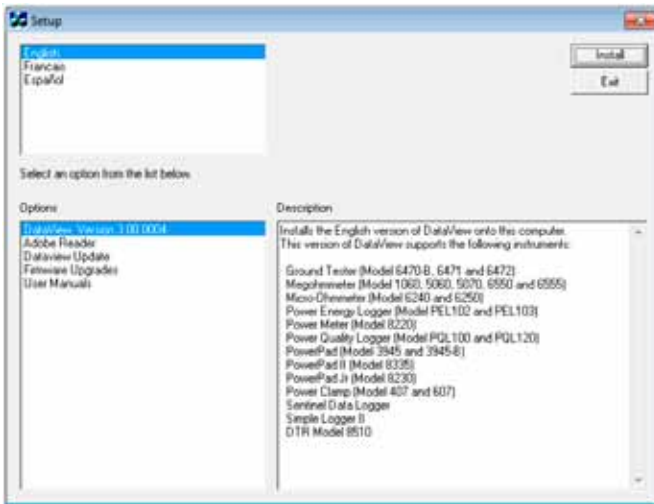 Setup
English
Francais
Español
Install
Exit
Select an option from the list below.
Options
Description
DataView Version 3.00.0004
Adobe Reader
Dataview Update
Firmware Upgrades
User Manuals
Installs the English version of DataView onto this computer.
This version of DataView supports the following instruments:
Ground Tester (Model 6470-B, 6471 and 6472)
Megohmmeter (Model 1060, 5060, 5070, 6550 and 6555)
Micro-Ohmmeter (Model 6240 and 6250)
Power Energy Logger (Model PEL102 and PEL103)
Power Meter (Model 8220)
Power Quality Logger (Model PQL100 and PQL120)
PowerPad (Model 3945 and 3945-B)
PowerPad II (Model 8335)
PowerPad Jr (Model 8230)
Power Clamp (Model 407 and 607)
Sentinel Data Logger
Simple Logger II
DTR Model 8510